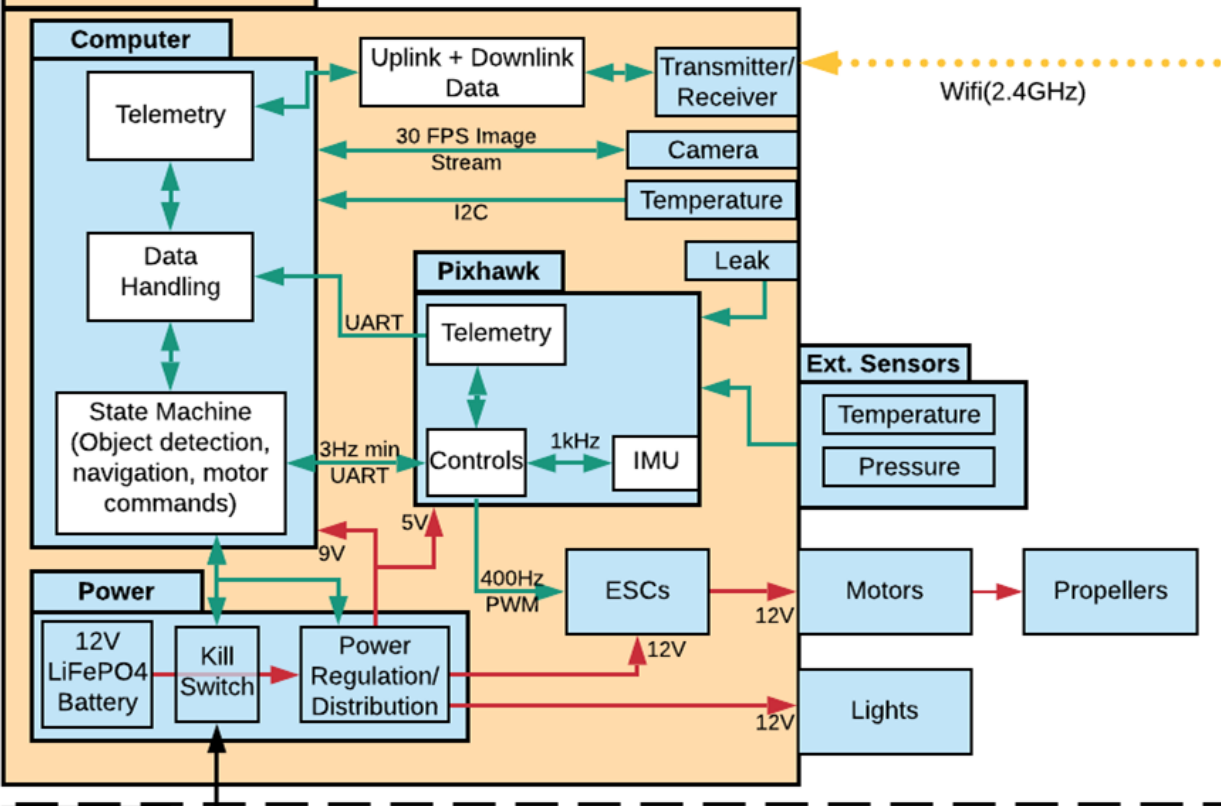 Computer
Telemetry
Uplink + Downlink
Data
Transmitter/
Receiver
Wifi(2.4GHz)
30 FPS Image
Stream
Camera
I2C
Temperature
Data
Handling
Leak
Pixhawk
UART
Telemetry
Ext. Sensors
Temperature
Pressure
State Machine
(Object detection,
navigation, motor
commands)
3Hz min
UART
Controls
1kHz
IMU
9V
5V
400Hz
PWM
ESCs
12V
Motors
Propellers
Power
12V
LiFePO4
Battery
Kill
Switch
Power
Regulation/
Distribution
12V
12V
Lights